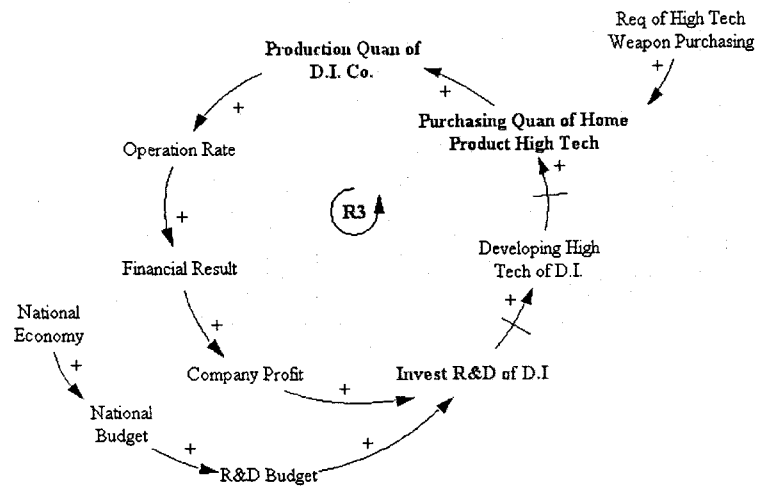 Req of High Tech
Weapon Purchasing
+
Production Quan of
D.I. Co.
+
+
Purchasing Quan of Home
Product High Tech
Operation Rate
+
R3
+
Developing High
Tech of D.I.
Financial Result
+
National
Economy
+
+
Company Profit
+
Invest R&D of D.I
National
Budget
+
+
R&D Budget